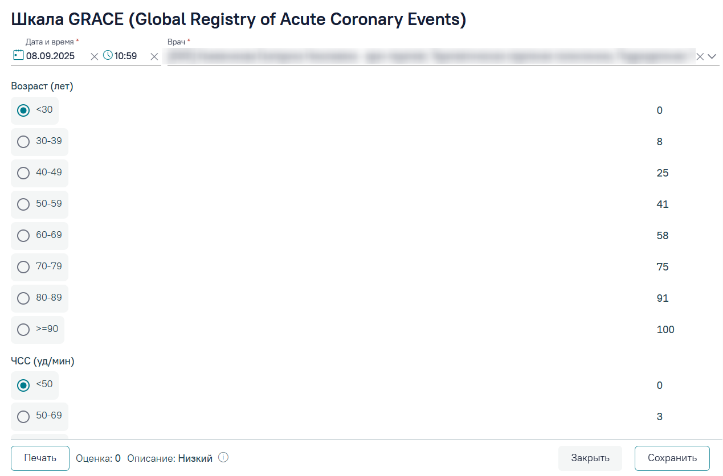 Шкала GRACE (Global Registry of Acute Coronary Events)
Дата и время * Врач *
08.09.2025 10:59
Возраст (лет)
<30 0
30-39 8
40-49 25
50-59 41
60-69 58
70-79 75
80-89 91
>=90 100
ЧСС (уд/мин)
<50 0
50-69 3
Печать Оценка: 0 Описание: Низкий Закрыть Сохранить